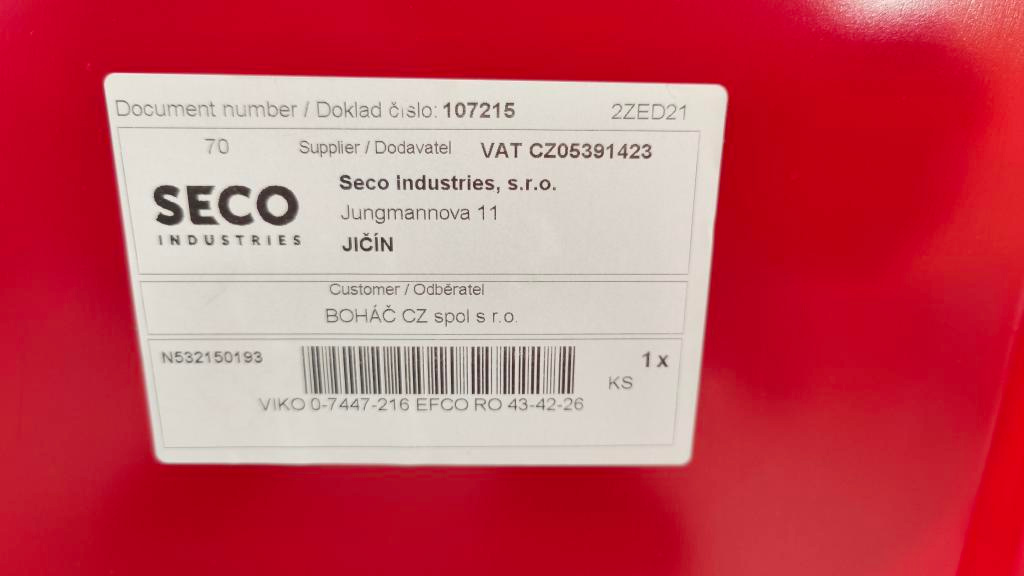 Document number / Doklad číslo: 107215 2ZED21
70 Supplier / Dodavatel VAT CZ05391423
SECO
INDUSTRIES
Seco industries, s.r.o.
Jungmannova 11
JIČÍN
Customer / Odběratel
BOHÁČ CZ spol s r.o.
N532150193 1 x
KS
VIKO 0-7447-216 EFCO RO 43-42-26